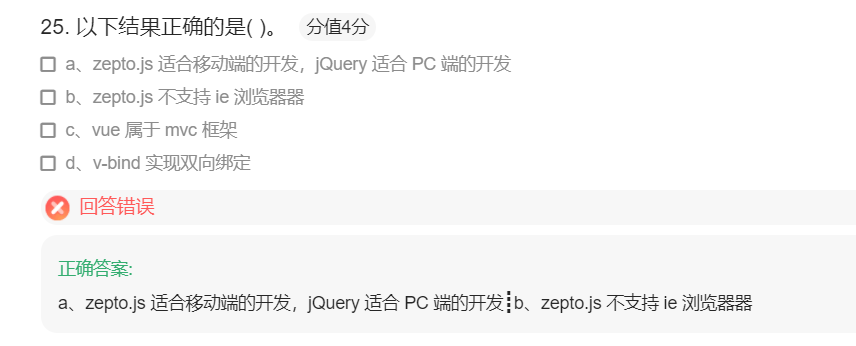 25. 以下结果正确的是( )。 分值4分
a、zepto.js 适合移动端的开发，jQuery 适合 PC 端的开发
b、zepto.js 不支持 ie 浏览器器
c、vue 属于 mvc 框架
d、v-bind 实现双向绑定
回答错误
正确答案:
a、zepto.js 适合移动端的开发，jQuery 适合 PC 端的开发┋b、zepto.js 不支持 ie 浏览器器